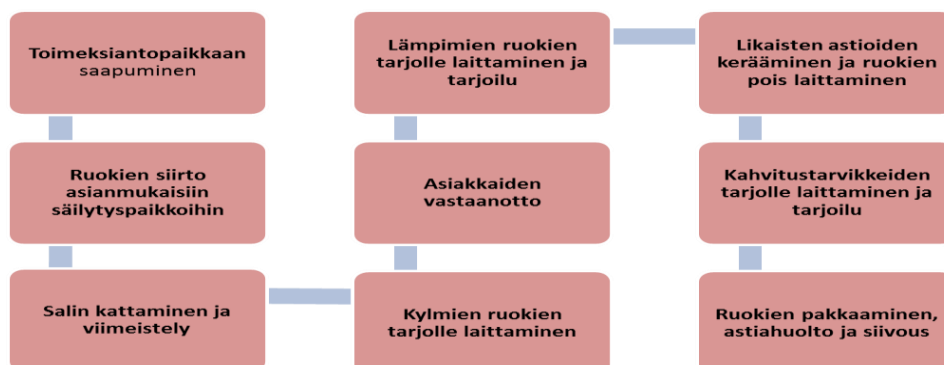 Toimeksiantopaikkaan
saapuminen
Ruokien siirto
asianmukaisiin
säilytyspaikkoihin
Salin kattaminen ja
viimeistely
Kylmien ruokien
tarjolle laittaminen
Asiakkaiden
vastaanotto
Lämpimien ruokien
tarjolle laittaminen ja
tarjoilu
Likaisten astioiden
kerääminen ja ruokien
pois laittaminen
Kahvitustarvikkeiden
tarjolle laittaminen ja
tarjoilu
Ruokien pakkaaminen,
astiahuolto ja siivous